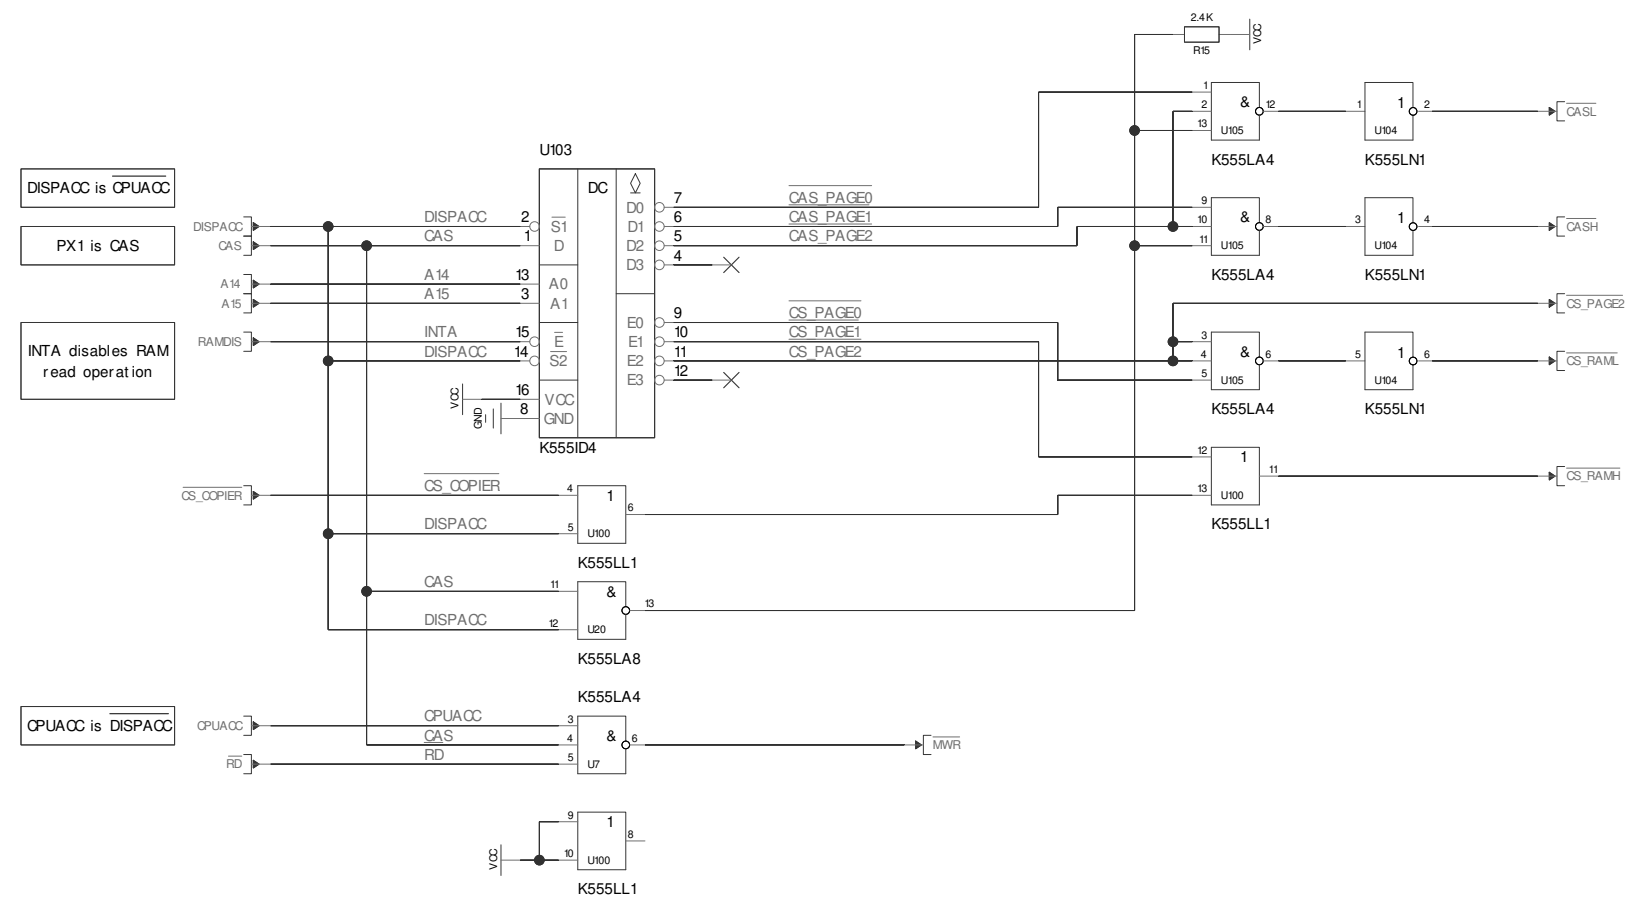 2.4K
VCC
R15
1
2
13
&
U105
12
1
1
U104
2
CASL
K555LA4
K555LN1
U103
DISPACC is CPUACC
DISPACC
DISPACC
2
S1
DC
D0
7
CAS_PAGE0
D1
6
CAS_PAGE1
PX1 is CAS
CAS
CAS
1
D
D2
5
CAS_PAGE2
D3
4
9
10
11
&
U105
8
3
1
U104
4
CASH
K555LA4
K555LN1
A14
A14
13
A0
A15
A15
3
A1
CS_PAGE2
INTA disables RAM
read operation
RAMDIS
INTA
15
E
DISPACC
14
S2
E0
9
CS_PAGE0
E1
10
CS_PAGE1
E2
11
CS_PAGE2
E3
12
3
4
5
&
U105
6
5
1
U104
6
CS_RAML
K555LA4
K555LN1
VCC
16
VCC
GND
8
GND
K555ID4
CS_COPIER
CS_COPIER
4
1
6
DISPACC
5
U100
K555LL1
12
1
11
13
U100
CS_RAMH
K555LL1
CAS
11
&
13
DISPACC
12
U20
K555LA8
K555LA4
CPUACC is DISPACC
CPUACC
CPUACC
3
CAS
4
&
6
MWR
RD
RD
5
U7
9
1
8
VCC
10
U100
K555LL1